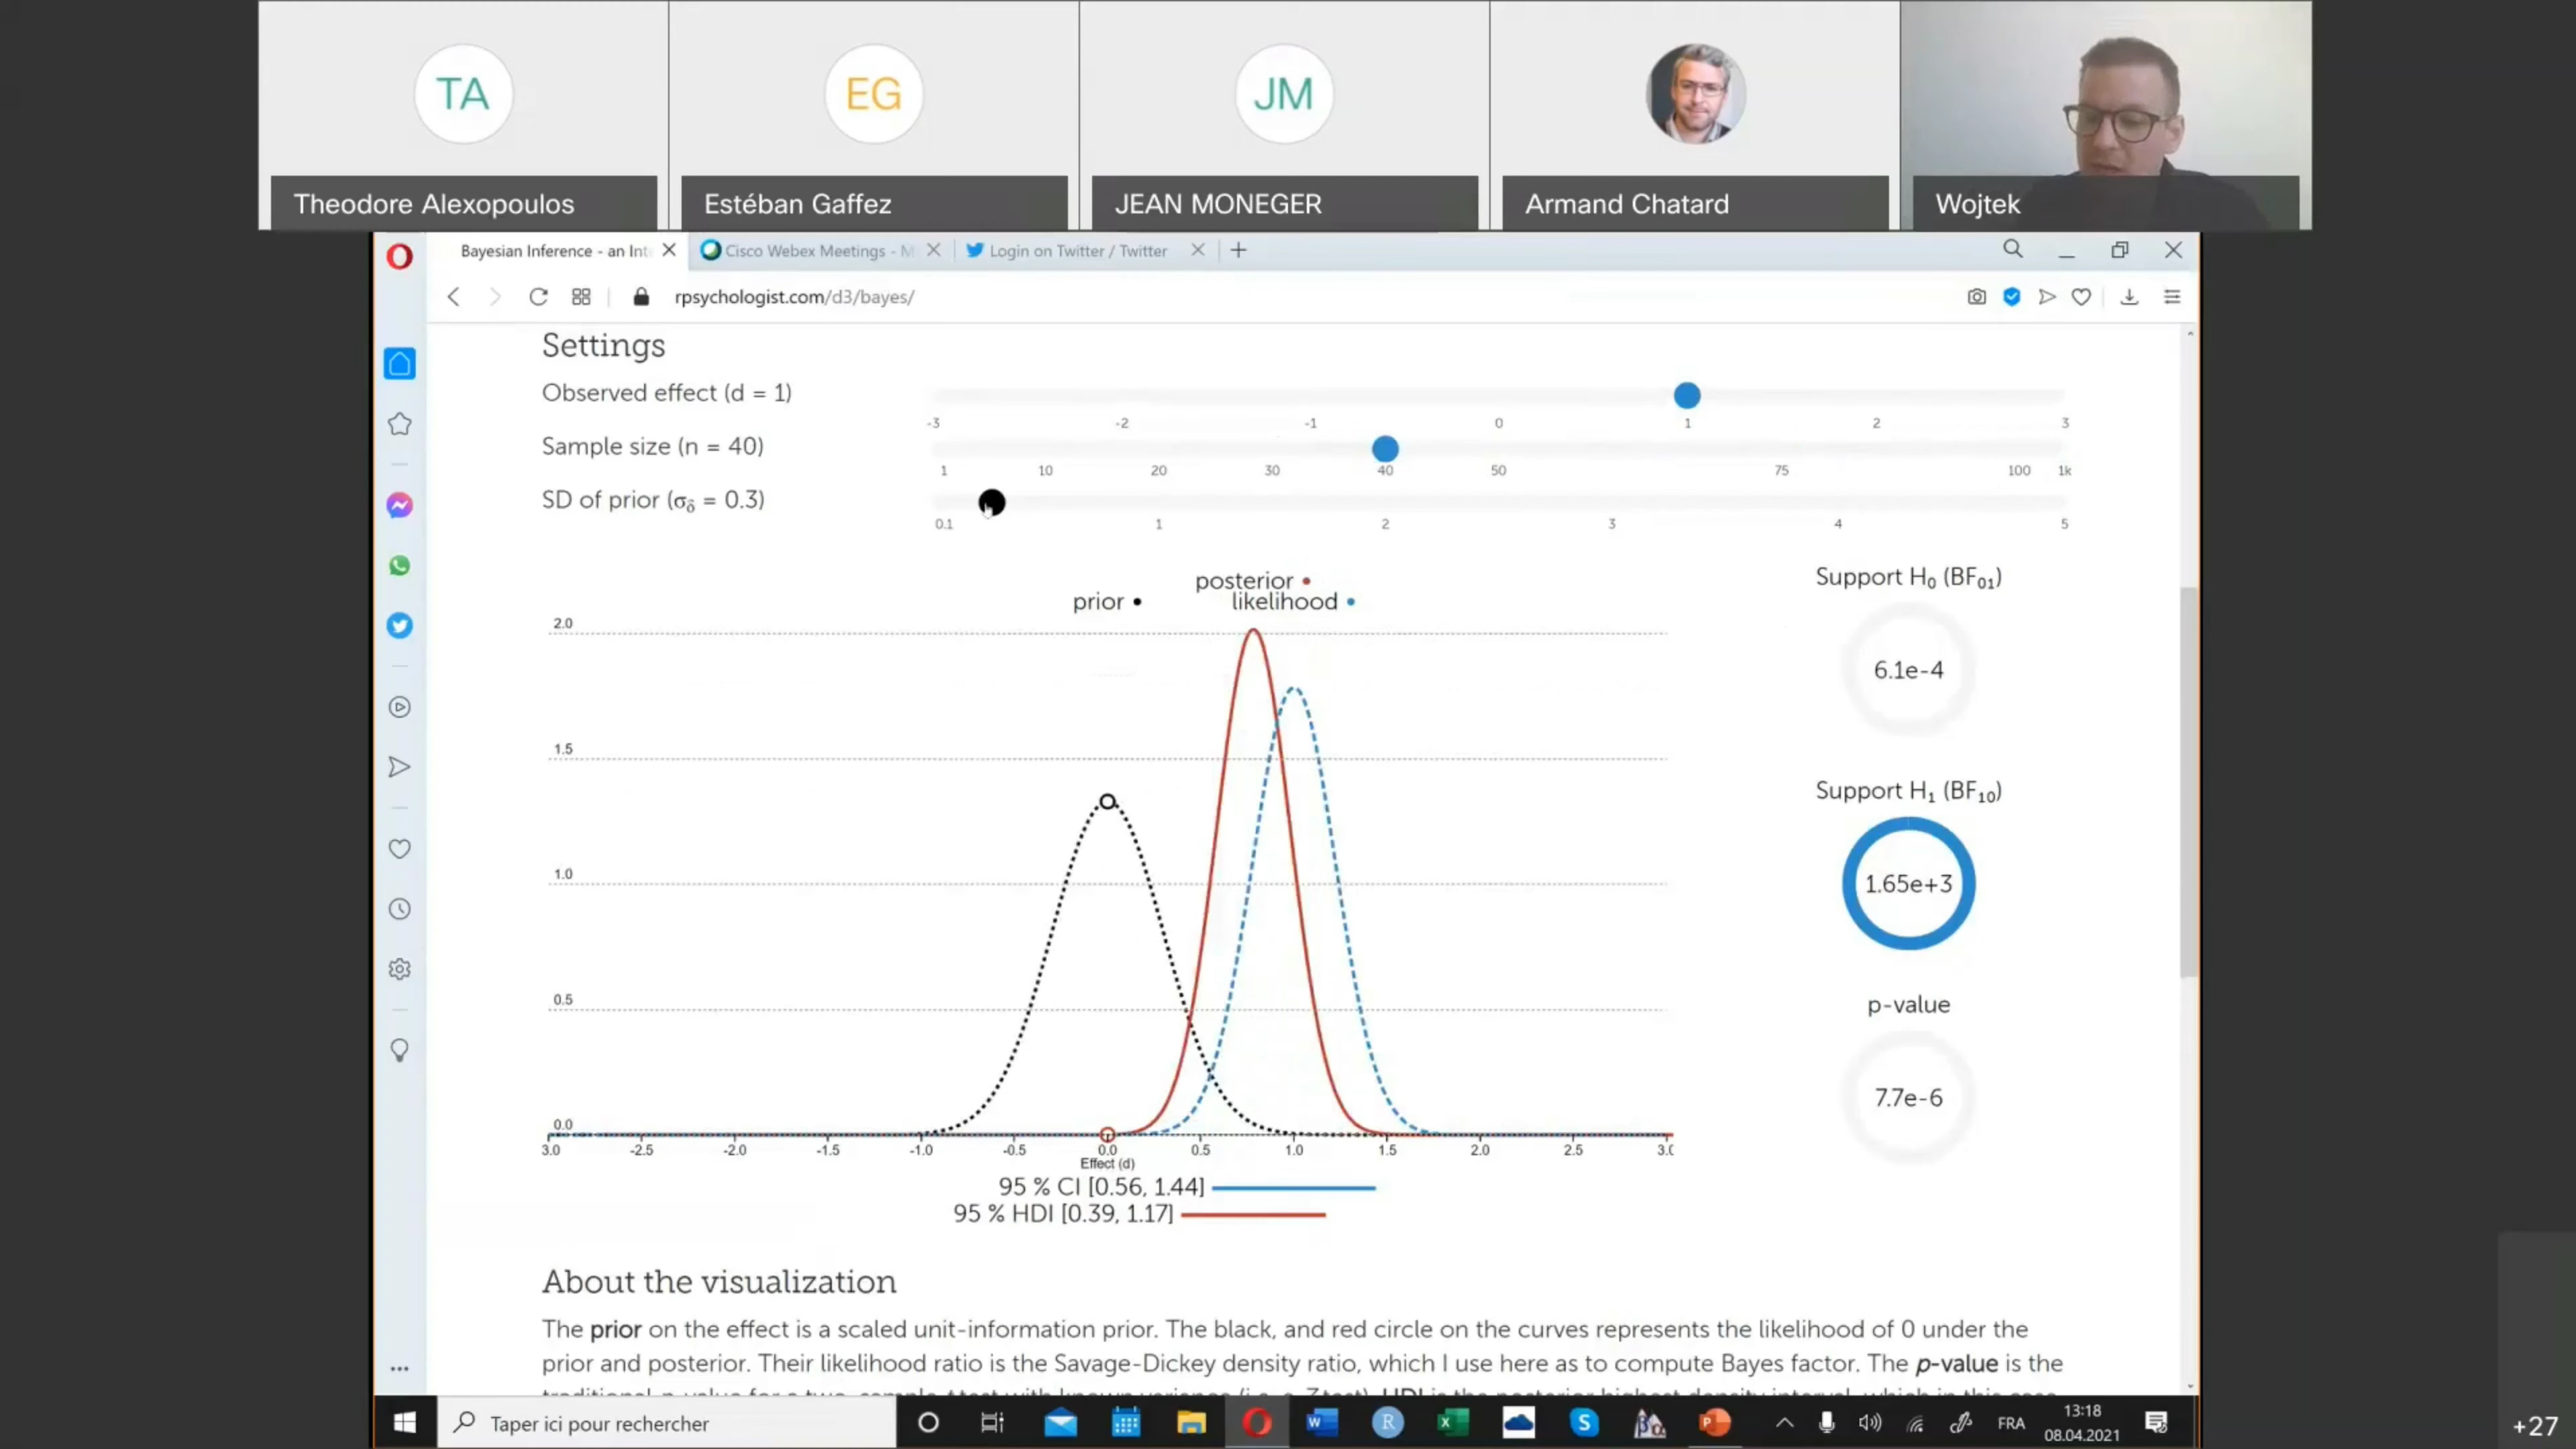 TA
EG
JM
Theodore Alexopoulos
Estéban Gaffez
JEAN MONEGER
Armand Chatard
Wojtek
Bayesian Inference - an Int
Cisco Webex Meetings - M
Login on Twitter / Twitter
rpsychologist.com/d3/bayes/
Settings
Observed effect (d = 1)
-3 -2 -1 0 1 2 3
Sample size (n = 40)
1 10 20 30 40 50 75 100 1k
SD of prior (σδ = 0.3)
0.1 1 2 3 4 5
posterior
prior
likelihood
2.0
1.5
1.0
0.5
0.0
3.0 -2.5 -2.0 -1.5 -1.0 -0.5 0.0 0.5 1.0 1.5 2.0 2.5 3.0
Effect (d)
95 % CI [0.56, 1.44]
95 % HDI [0.39, 1.17]
Support H₀ (BF₀₁)
6.1e-4
Support H₁ (BF₁₀)
1.65e+3
p-value
7.7e-6
About the visualization
The prior on the effect is a scaled unit-information prior. The black, and red circle on the curves represents the likelihood of 0 under the
prior and posterior. Their likelihood ratio is the Savage-Dickey density ratio, which I use here as to compute Bayes factor. The p-value is the
Taper ici pour rechercher
FRA
13:18
08.04.2021
+27